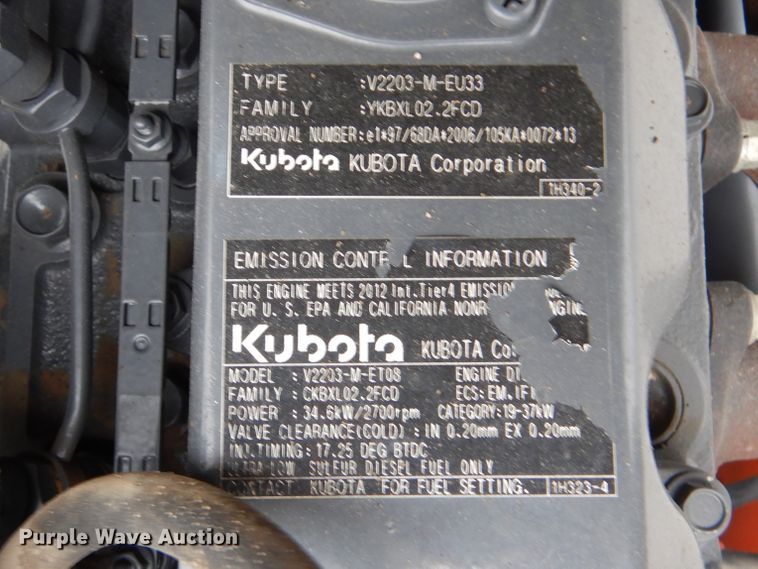 TYPE :V2203-M-EU33
FAMILY :YKBXL02.2FCD
APPROVAL NUMBER:e1*97/68DA*2006/105KA*0072*13
Kubota KUBOTA Corporation
1H340-2
EMISSION CONTR L INFORMATION
THIS ENGINE MEETS 2012 Int.Tier4 EMISSIO
FOR U. S. EPA AND CALIFORNIA NONR NGINE
Kubota KUBOTA Co
MODEL : V2203-M-ET08 ENGINE DI
FAMILY : CKBXL02.2FCD ECS:EM,IFI
POWER : 34.6kW/2700rpm CATEGORY:19-37kW
VALVE CLEARANCE(COLD) : IN 0.20mm EX 0.20mm
INJ.TIMING: 17.25 DEG BTDC
ULTRA LOW SULFUR DIESEL FUEL ONLY
CONTACT KUBOTA FOR FUEL SETTING. 1H323-4
Purple Wave Auction